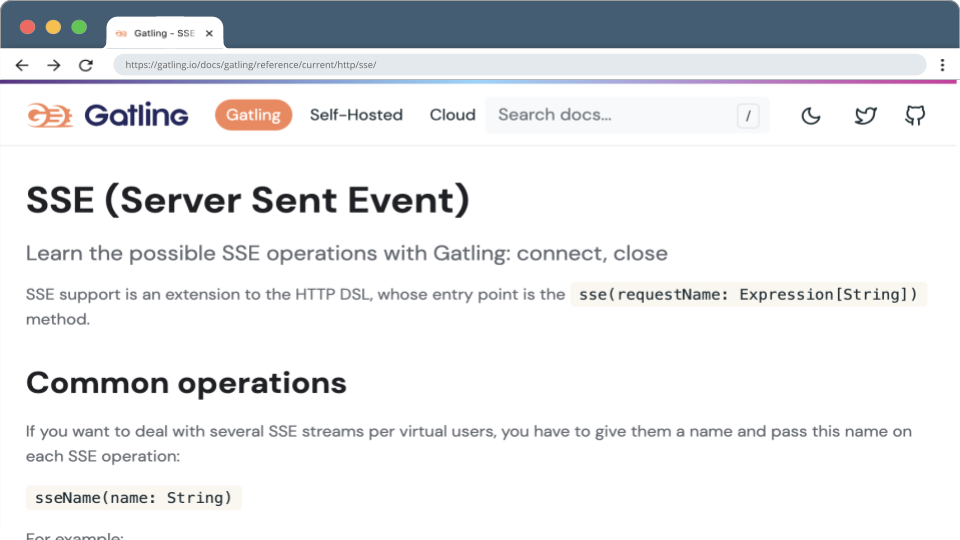 Gatling - SSE
https://gatling.io/docs/gatling/reference/current/http/sse/
Gatling Gatling Self-Hosted Cloud Search docs... /
SSE (Server Sent Event)
Learn the possible SSE operations with Gatling: connect, close
SSE support is an extension to the HTTP DSL, whose entry point is the sse(requestName: Expression[String])
method.
Common operations
If you want to deal with several SSE streams per virtual users, you have to give them a name and pass this name on
each SSE operation:
sseName(name: String)
For example: